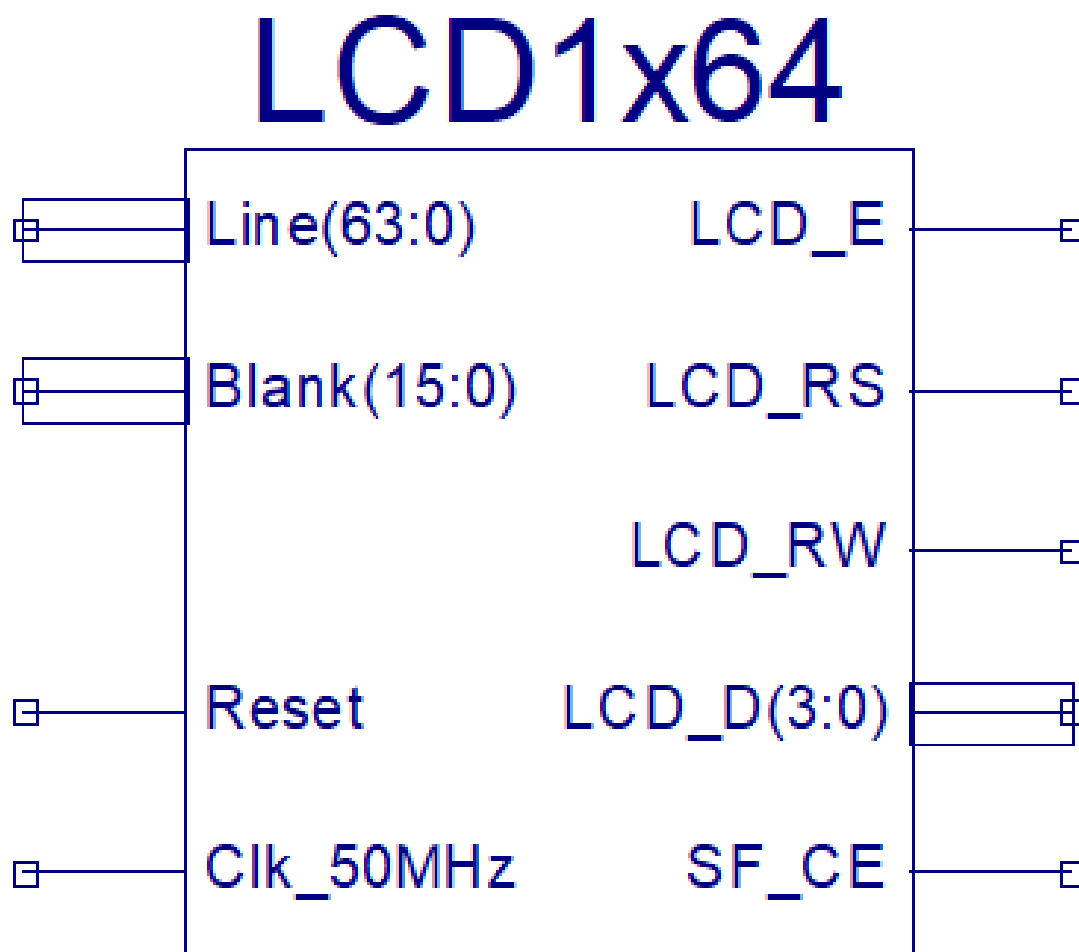 LCD1x64
Line(63:0) LCD_E
Blank(15:0) LCD_RS
LCD_RW
Reset LCD_D(3:0)
Clk_50MHz SF_CE